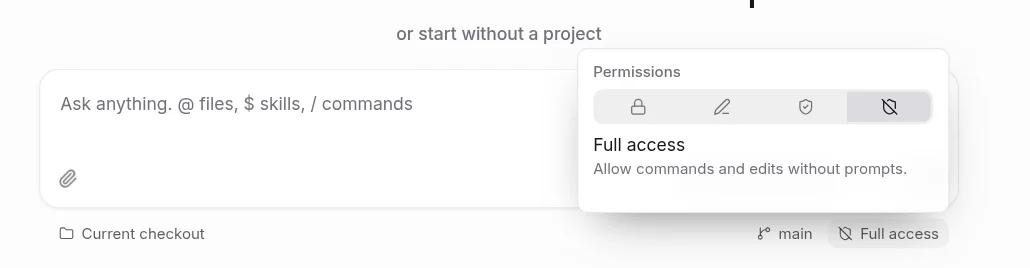 or start without a project
Permissions
Ask anything. @ files, $ skills, / commands
Full access
Allow commands and edits without prompts.
Current checkout
main
Full access